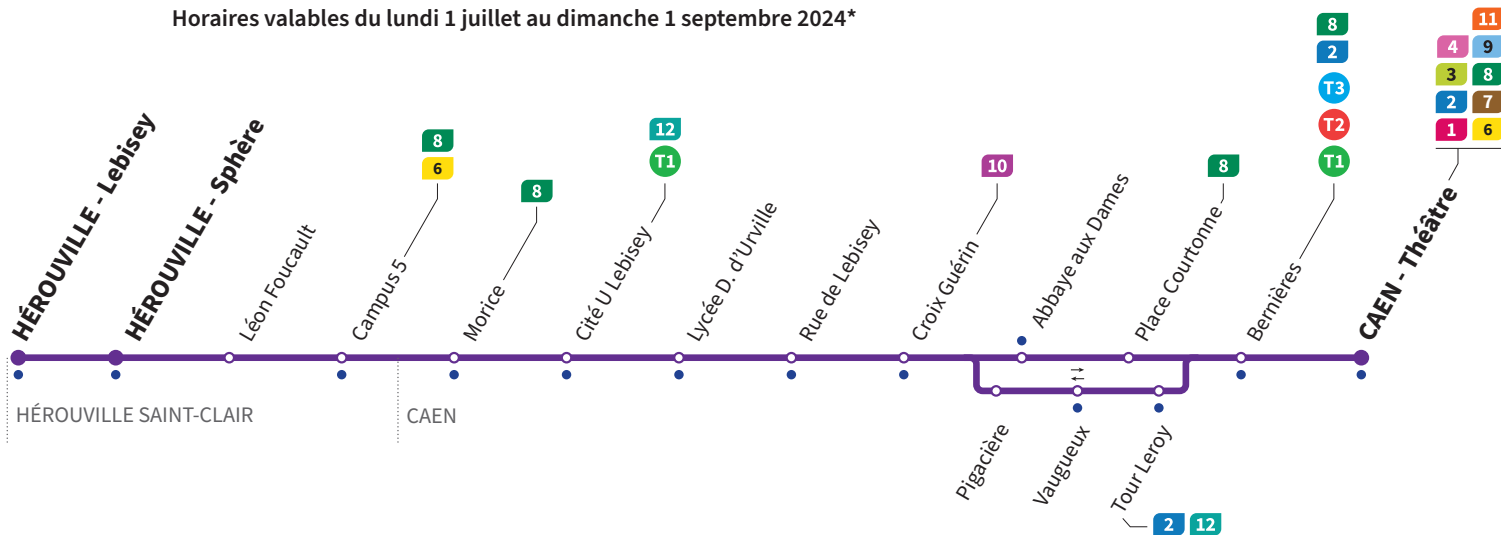 Horaires valables du lundi 1 juillet au dimanche 1 septembre 2024*
HÉROUVILLE - Lebisey
HÉROUVILLE - Sphère
Léon Foucault
Campus 5
8
6
Morice
8
Cité U Lebisey
12
T1
Lycée D. d'Urville
Rue de Lebisey
Croix Guérin
10
Abbaye aux Dames
Place Courtonne
8
Bernières
8
2
T3
T2
T1
CAEN - Théâtre
11
4 9
3 8
2 7
1 6
Pigacière
Vaugueux
Tour Leroy
2 12
HÉROUVILLE SAINT-CLAIR
CAEN